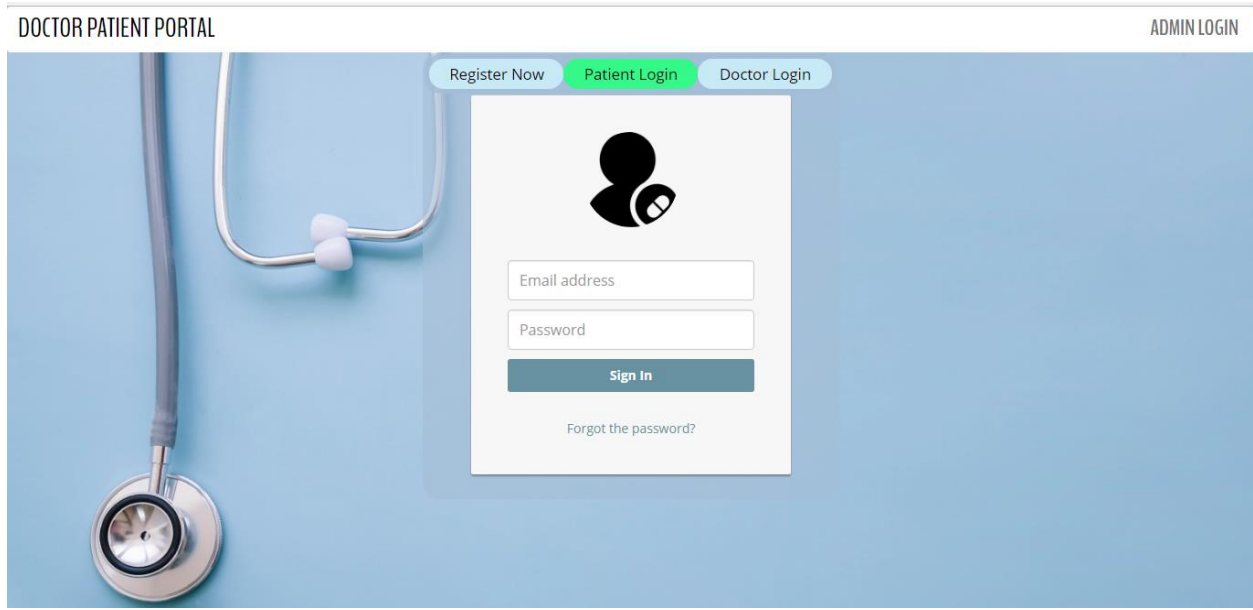 DOCTOR PATIENT PORTAL
ADMIN LOGIN
Register Now
Patient Login
Doctor Login
Email address
Password
Sign In
Forgot the password?